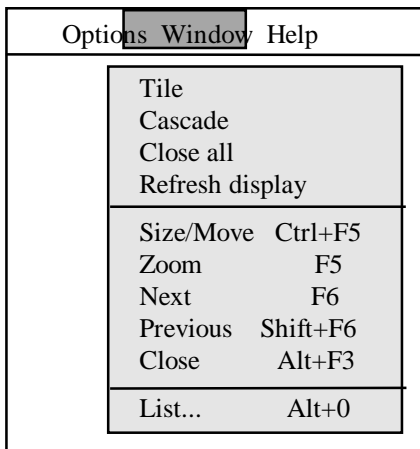 Options Window Help
Tile
Cascade
Close all
Refresh display
Size/Move Ctrl+F5
Zoom F5
Next F6
Previous Shift+F6
Close Alt+F3
List... Alt+0